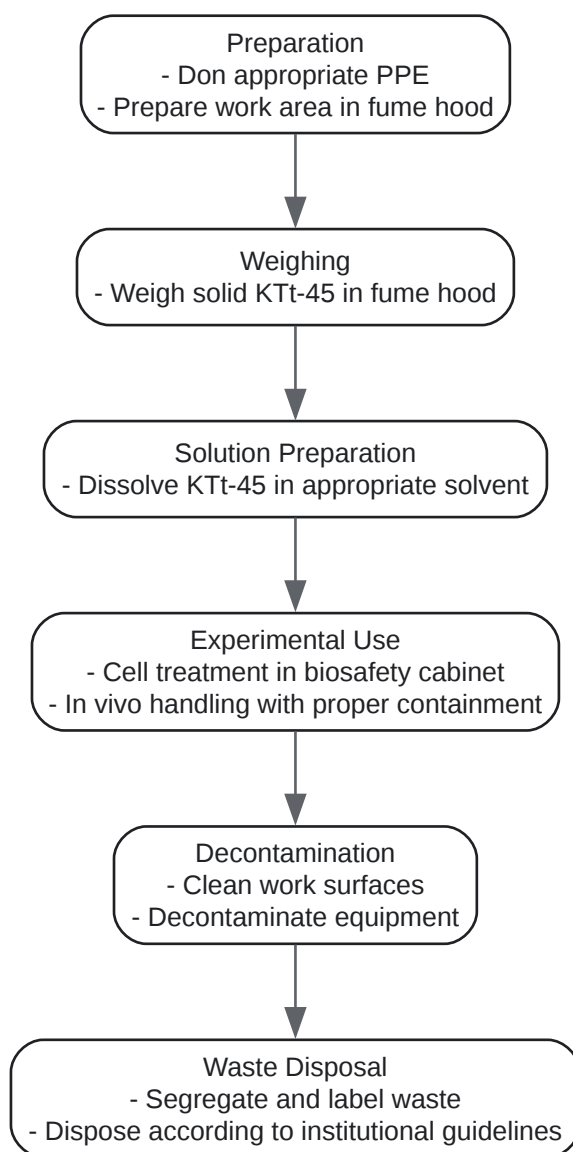 Preparation
- Don appropriate PPE
- Prepare work area in fume hood
Weighing
- Weigh solid KTt-45 in fume hood
Solution Preparation
- Dissolve KTt-45 in appropriate solvent
Experimental Use
- Cell treatment in biosafety cabinet
- In vivo handling with proper containment
Decontamination
- Clean work surfaces
- Decontaminate equipment
Waste Disposal
- Segregate and label waste
- Dispose according to institutional guidelines